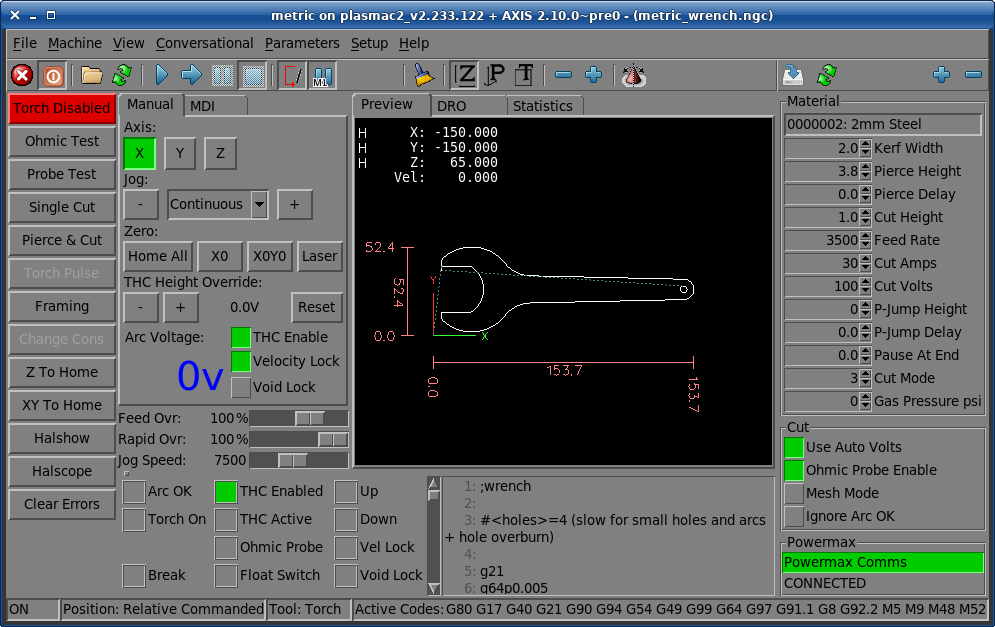 metric on plasmac2_v2.233.122 + AXIS 2.10.0~pre0 - (metric_wrench.ngc)
File Machine View Conversational Parameters Setup Help
M1 Z P T
Torch Disabled
Ohmic Test
Probe Test
Single Cut
Pierce & Cut
Torch Pulse
Framing
Change Cons
Z To Home
XY To Home
Halshow
Halscope
Clear Errors
Manual MDI
Axis:
X Y Z
Jog:
- Continuous +
Zero:
Home All X0 X0Y0 Laser
THC Height Override:
- + 0.0V Reset
Arc Voltage:
0v
THC Enable
Velocity Lock
Void Lock
Feed Ovr: 100%
Rapid Ovr: 100%
Jog Speed: 7500
Preview DRO Statistics
H X: -150.000
H Y: -150.000
H Z: 65.000
Vel: 0.000
52.4
52.4
0.0
Y
X
153.7
0.0
153.7
Material
0000002: 2mm Steel
2.0 Kerf Width
3.8 Pierce Height
0.0 Pierce Delay
1.0 Cut Height
3500 Feed Rate
30 Cut Amps
100 Cut Volts
0 P-Jump Height
0.0 P-Jump Delay
0.0 Pause At End
3 Cut Mode
0 Gas Pressure psi
Cut
Use Auto Volts
Ohmic Probe Enable
Mesh Mode
Ignore Arc OK
Powermax
Powermax Comms
CONNECTED
Arc OK THC Enabled Up
Torch On THC Active Down
Ohmic Probe Vel Lock
Break Float Switch Void Lock
1: ;wrench
2:
3: #<holes>=4 (slow for small holes and arcs
+ hole overburn)
4:
5: g21
6: g64p0.005
ON Position: Relative Commanded Tool: Torch Active Codes: G80 G17 G40 G21 G90 G94 G54 G49 G99 G64 G97 G91.1 G8 G92.2 M5 M9 M48 M52